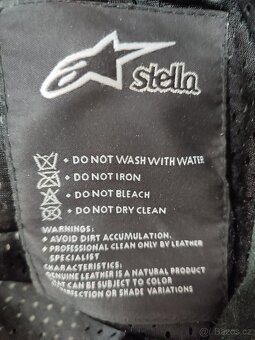 stella
+ DO NOT WASH WITH WATER
+ DO NOT IRON
+ DO NOT BLEACH
+ DO NOT DRY CLEAN
WARNINGS:
+ AVOID DIRT ACCUMULATION.
+ PROFESSIONAL CLEAN ONLY BY LEATHER
SPECIALIST
CHARACTERISTICS:
GENUINE LEATHER IS A NATURAL PRODUCT
THAT CAN BE SUBJECT TO COLOR
OR SHADE VARIATIONS